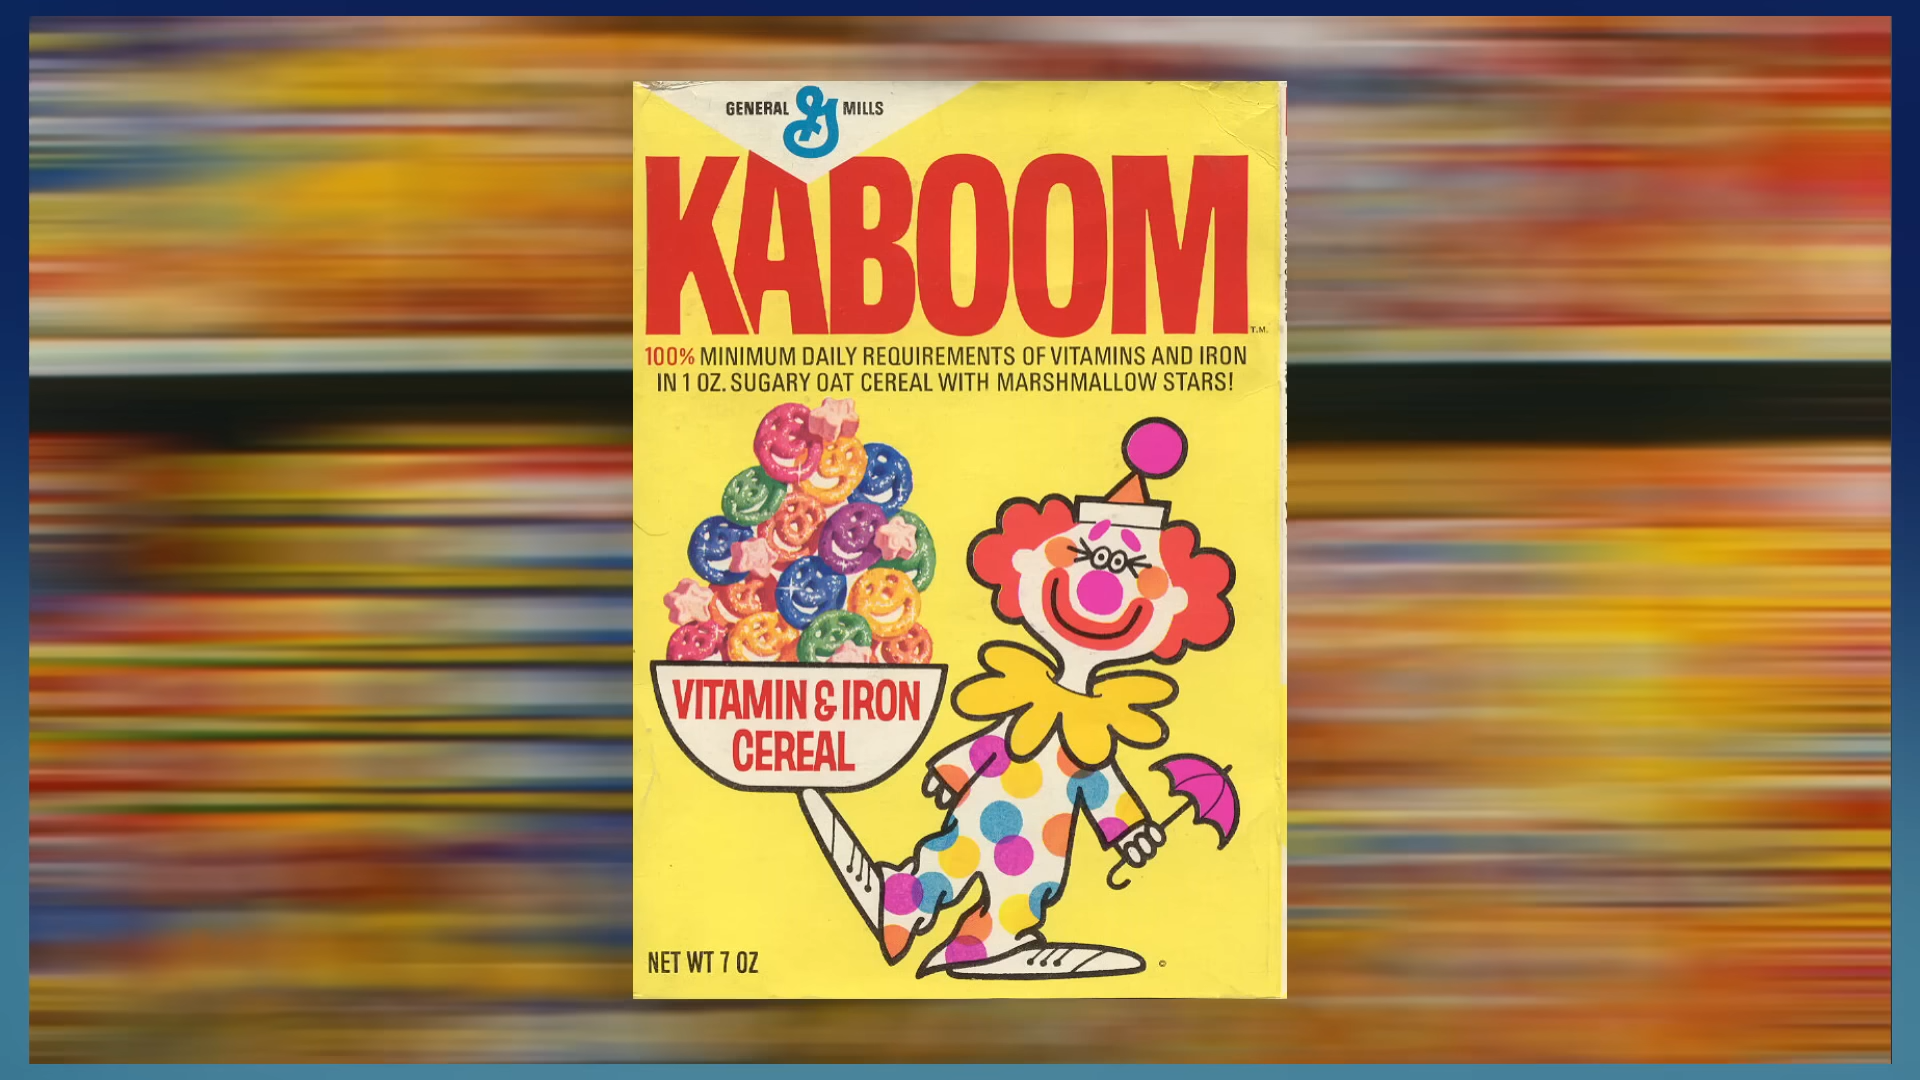 GENERAL MILLS
KABOOM T.M.
100% MINIMUM DAILY REQUIREMENTS OF VITAMINS AND IRON
IN 1 OZ. SUGARY OAT CEREAL WITH MARSHMALLOW STARS!
VITAMIN & IRON
CEREAL
NET WT 7 OZ
©